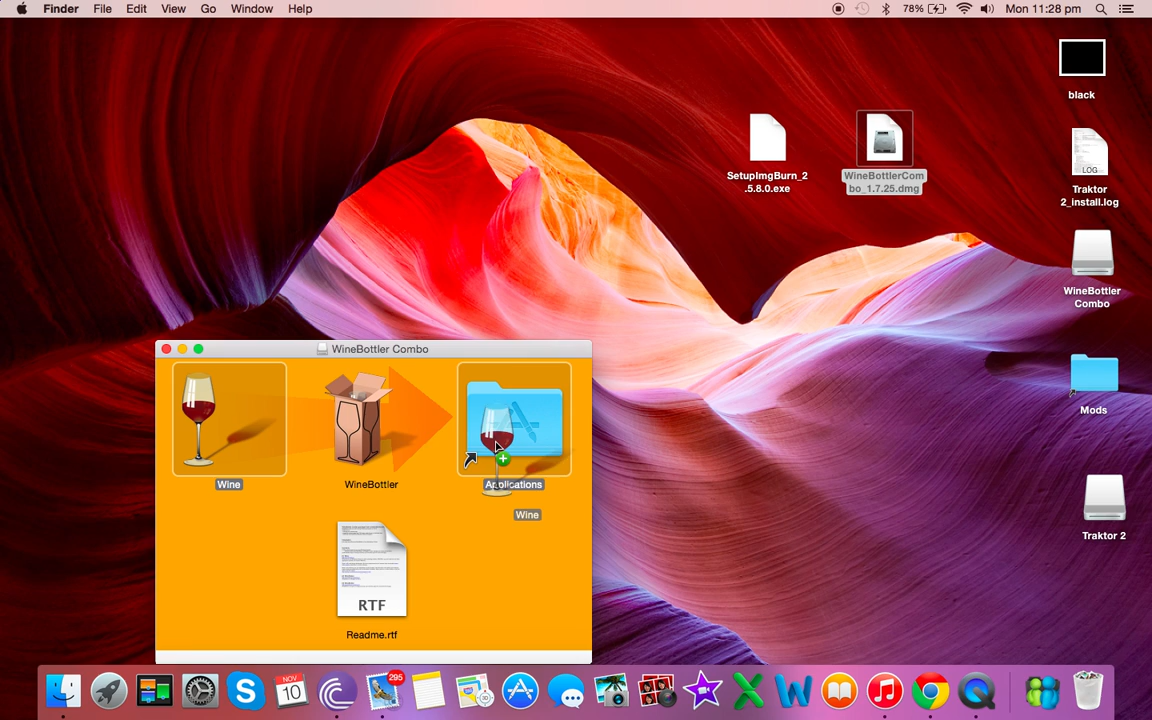 Finder File Edit View Go Window Help
78% Mon 11:28 pm
black
SetupImgBurn_2
.5.8.0.exe
WineBottlerCom
bo_1.7.25.dmg
LOG
Traktor
2_install.log
WineBottler
Combo
Mods
Traktor 2
WineBottler Combo
Wine
WineBottler
Applications
Wine
RTF
Readme.rtf
NOV
10
295